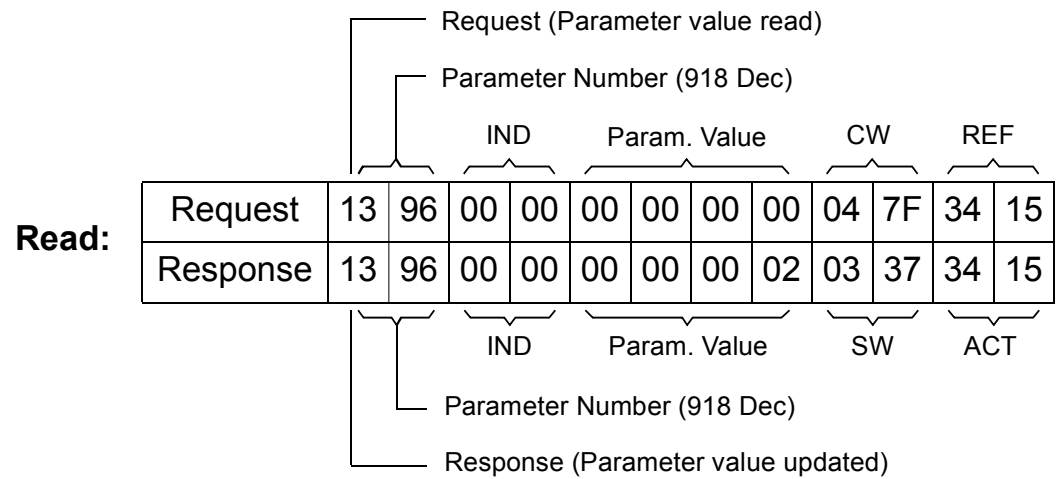 Request (Parameter value read)
Parameter Number (918 Dec)
IND Param. Value CW REF
Request 13 96 00 00 00 00 00 00 04 7F 34 15
Read:
Response 13 96 00 00 00 00 00 02 03 37 34 15
IND Param. Value SW ACT
Parameter Number (918 Dec)
Response (Parameter value updated)